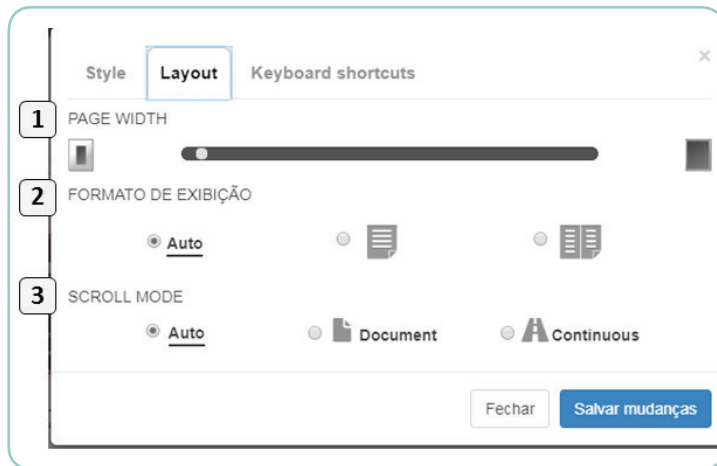 ×
Style Layout Keyboard shortcuts
1
PAGE WIDTH
2
FORMATO DE EXIBIÇÃO
Auto
3
SCROLL MODE
Auto Document Continuous
Fechar Salvar mudanças